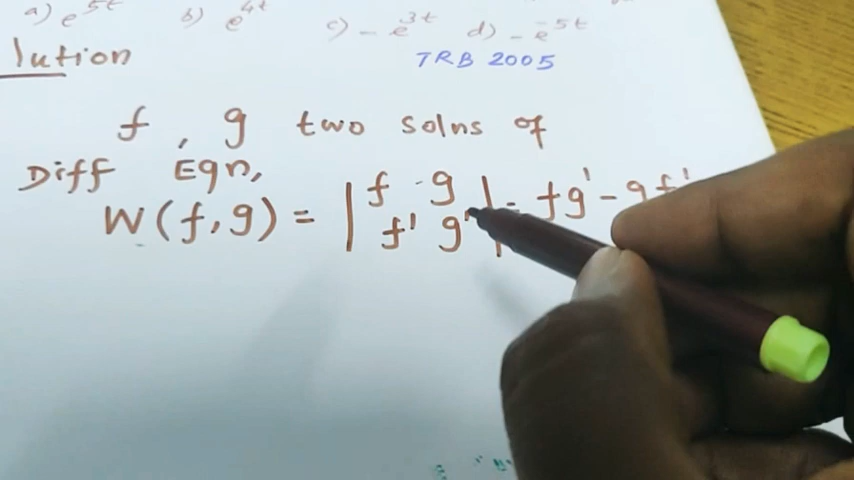 a) e^5t b) e^4t c) -e^3t d) -e^-5t
lution TRB 2005
f, g two solns of
Diff Eqn,
W(f,g) = | f g | = fg' - gf'
f' g'